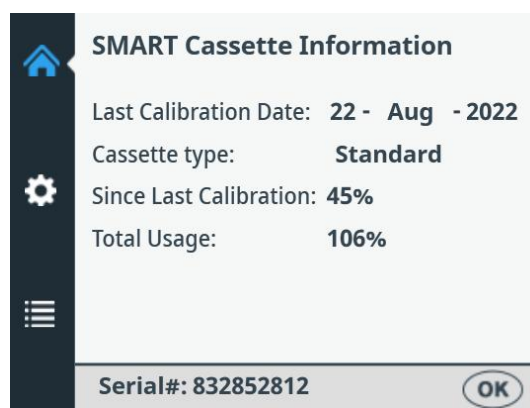 SMART Cassette Information
Last Calibration Date: 22 - Aug - 2022
Cassette type: Standard
Since Last Calibration: 45%
Total Usage: 106%
Serial#: 832852812 OK